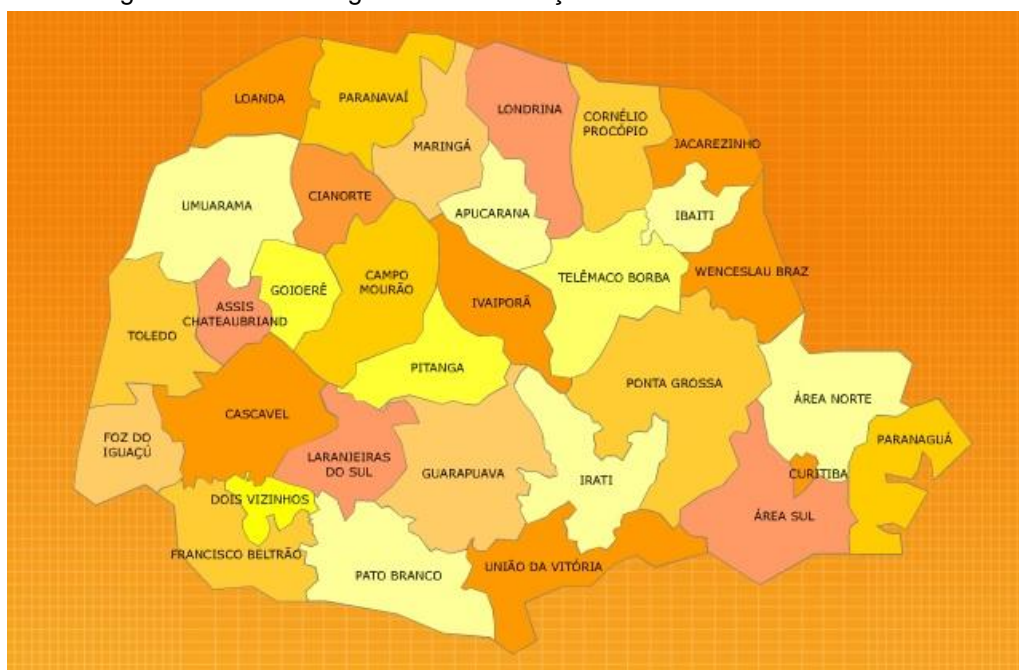 LOANDA
PARANAVAÍ
MARINGÁ
LONDRINA
CORNÉLIO
PROCÓPIO
JACAREZINHO
UMUARAMA
CIANORTE
APUCARANA
IBAITI
GOIOERÊ
CAMPO
MOURÃO
IVAIPORÃ
TELÊMACO BORBA
WENCESLAU BRAZ
ASSIS
CHATEAUBRIAND
TOLEDO
PITANGA
PONTA GROSSA
ÁREA NORTE
CASCAVEL
FOZ DO
IGUAÇÚ
LARANJEIRAS
DO SUL
GUARAPUAVA
IRATI
CURITIBA
PARANAGUÁ
DOIS VIZINHOS
ÁREA SUL
FRANCISCO BELTRÃO
PATO BRANCO
UNIÃO DA VITÓRIA